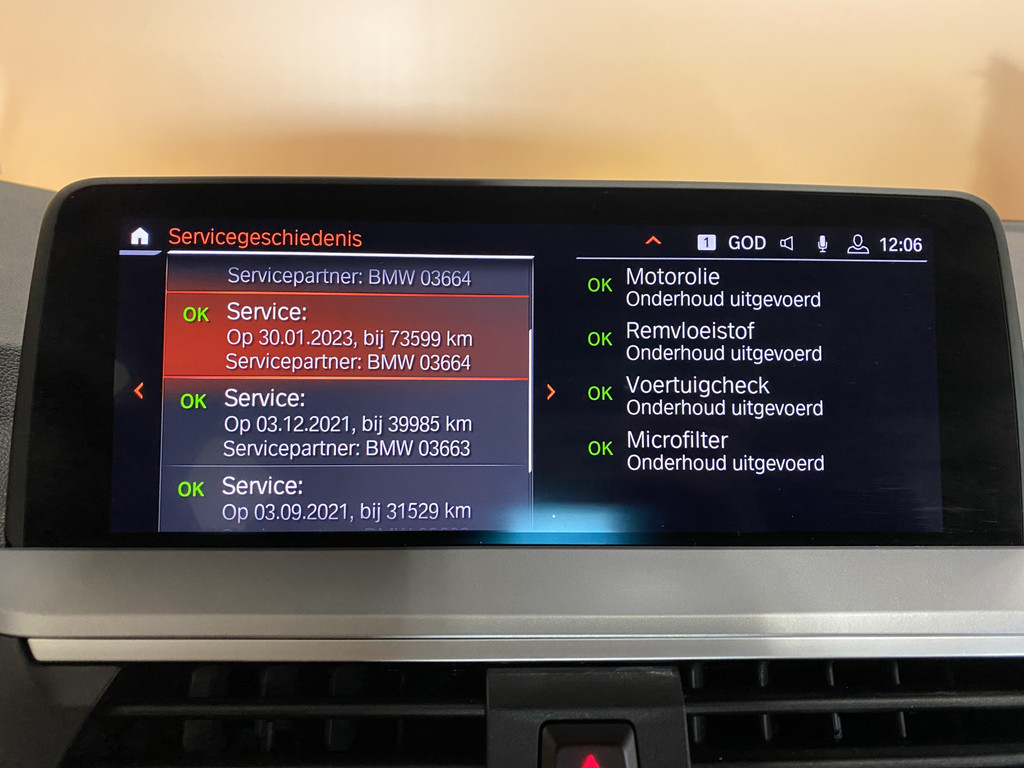 Servicegeschiedenis
1 GOD 12:06
Servicepartner: BMW 03664
OK Service:
Op 30.01.2023, bij 73599 km
Servicepartner: BMW 03664
OK Service:
Op 03.12.2021, bij 39985 km
Servicepartner: BMW 03663
OK Service:
Op 03.09.2021, bij 31529 km
OK Motorolie
Onderhoud uitgevoerd
OK Remvloeistof
Onderhoud uitgevoerd
OK Voertuigcheck
Onderhoud uitgevoerd
OK Microfilter
Onderhoud uitgevoerd